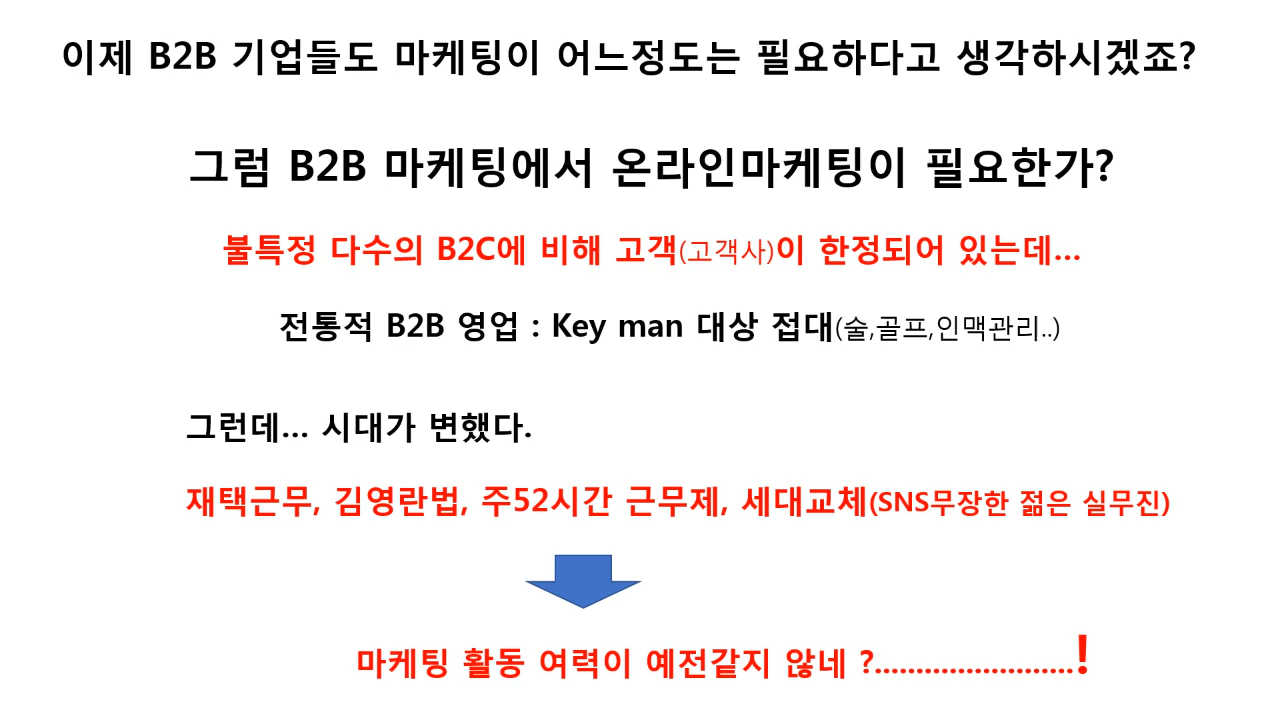 이제 B2B 기업들도 마케팅이 어느정도는 필요하다고 생각하시겠죠?
그럼 B2B 마케팅에서 온라인마케팅이 필요한가?
불특정 다수의 B2C에 비해 고객(고객사)이 한정되어 있는데...
전통적 B2B 영업 : Key man 대상 접대(술,골프,인맥관리..)
그런데... 시대가 변했다.
재택근무, 김영란법, 주52시간 근무제, 세대교체(SNS무장한 젊은 실무진)
마케팅 활동 여력이 예전같지 않네 ?........................!